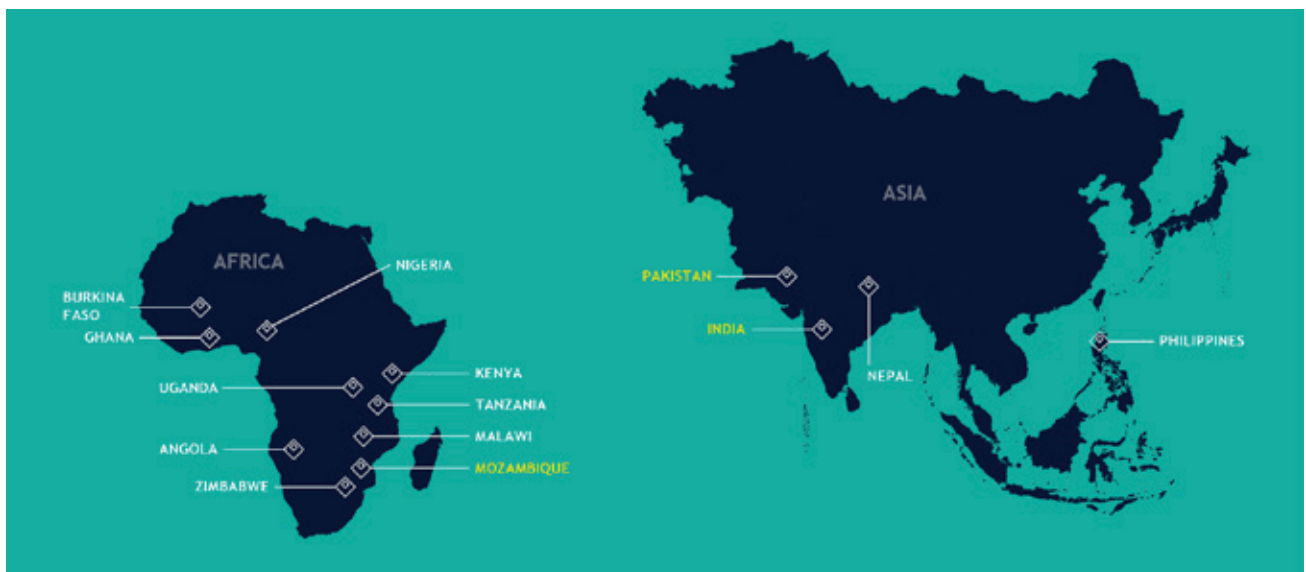 AFRICA
NIGERIA
BURKINA
FASO
GHANA
UGANDA
KENYA
TANZANIA
ANGOLA
MALAWI
MOZAMBIQUE
ZIMBABWE
ASIA
PAKISTAN
INDIA
NEPAL
PHILIPPINES